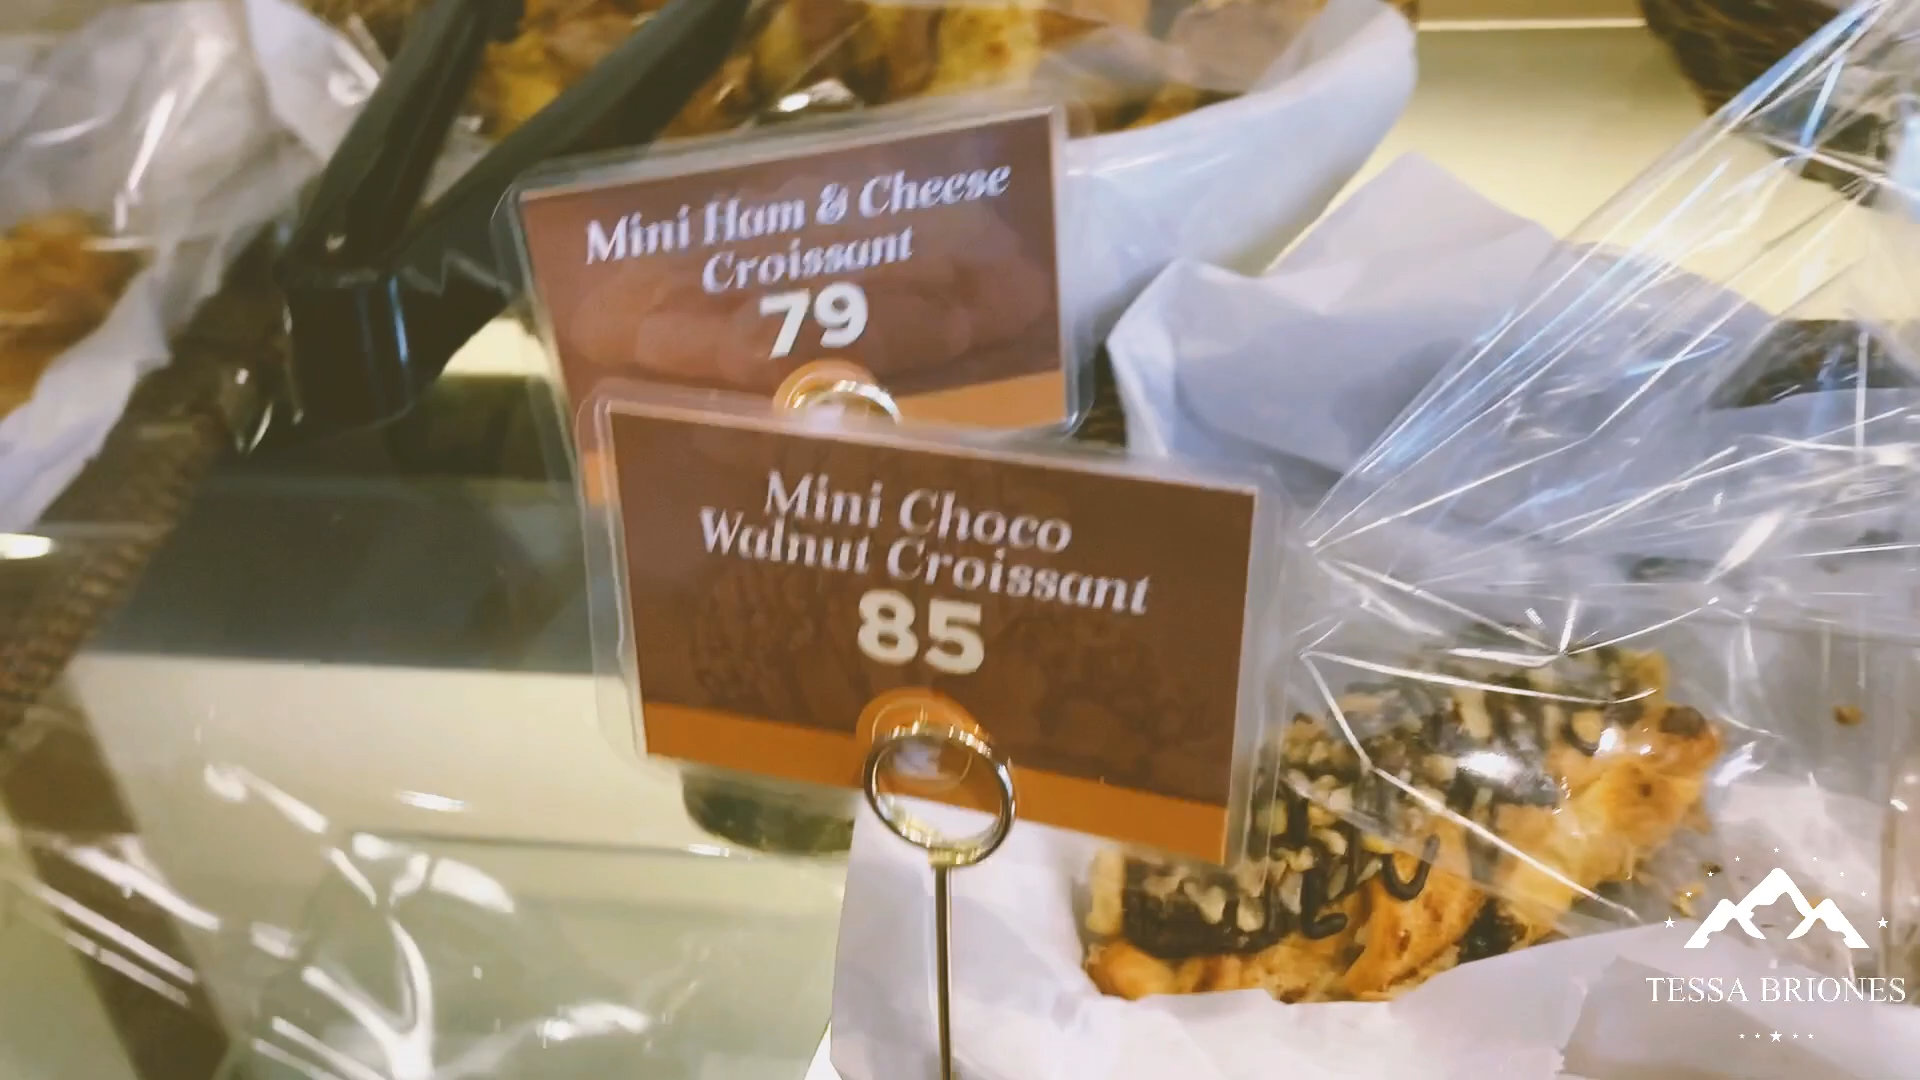 Mini Ham & Cheese
Croissant
79
Mini Choco
Walnut Croissant
85
TESSA BRIONES